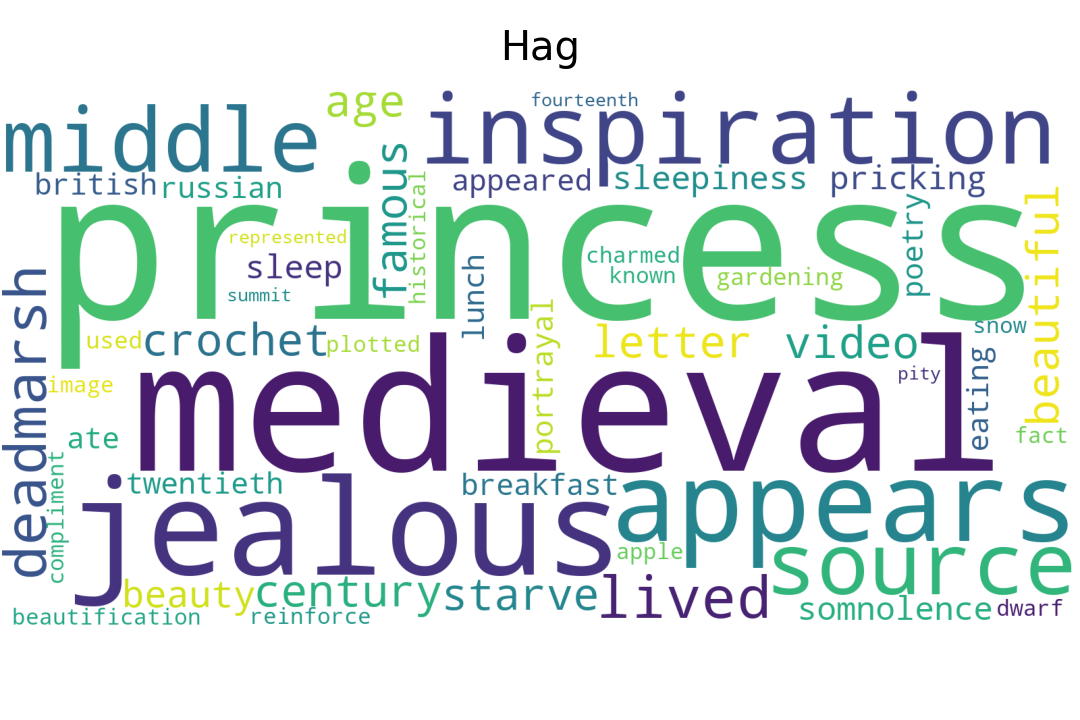 Hag
fourteenth
age
inspiration
middle
british
russian
famous
historical
appeared
sleepiness
pricking
princess
represented
sleep
summit
charmed
known
gardening
poetry
beautiful
lunch
deadmarsh
used
crochet
plotted
portrayal
letter
video
snow
image
medieval
pity
eating
ate
fact
compliment
twentieth
jealous
breakfast
appears
apple
source
beauty
century
starve
lived
somnolence
dwarf
beautification
reinforce